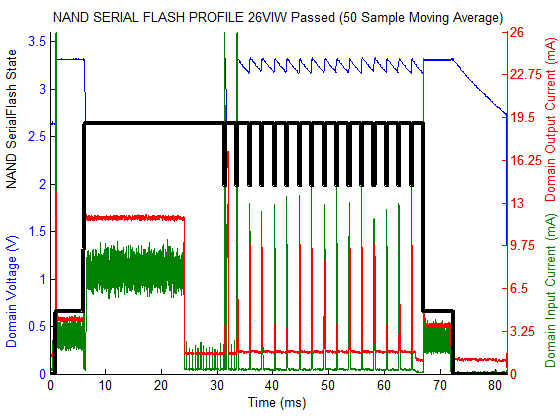 NAND SERIAL FLASH PROFILE 26VIW Passed (50 Sample Moving Average)
NAND SerialFlash State
Domain Voltage (V)
3.5
3
2.5
2
1.5
1
0.5
0
26
22.75
19.5
16.25
13
9.75
6.5
3.25
0
Domain Output Current (mA)
Domain Input Current (mA)
0 10 20 30 40 50 60 70 80
Time (ms)